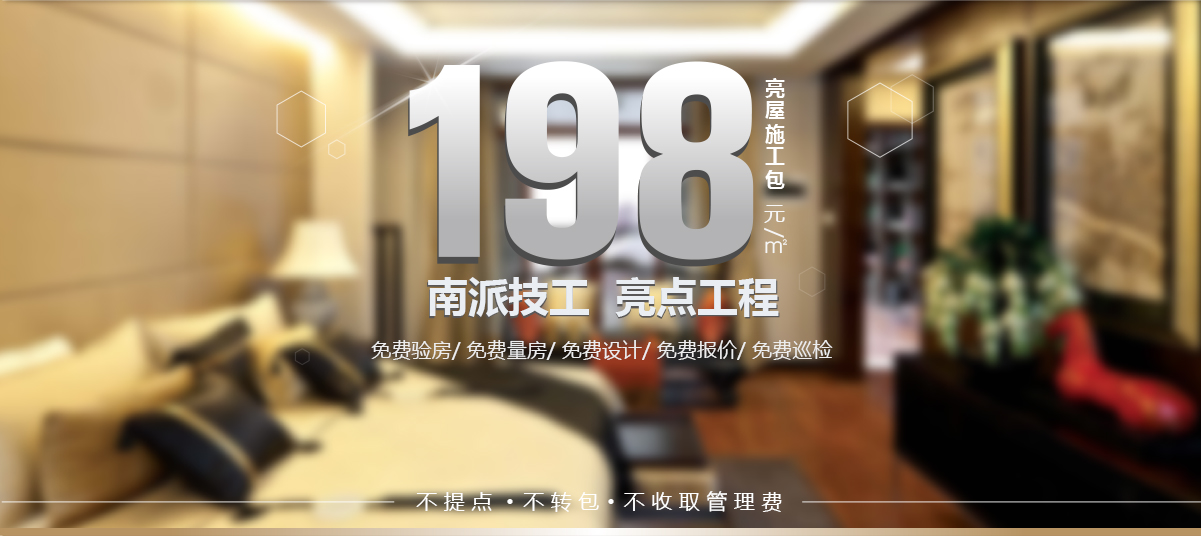 198
亮屋施工包 元/㎡
南派技工 亮点工程
免费验房/ 免费量房/ 免费设计/ 免费报价/ 免费巡检
不提点·不转包·不收取管理费